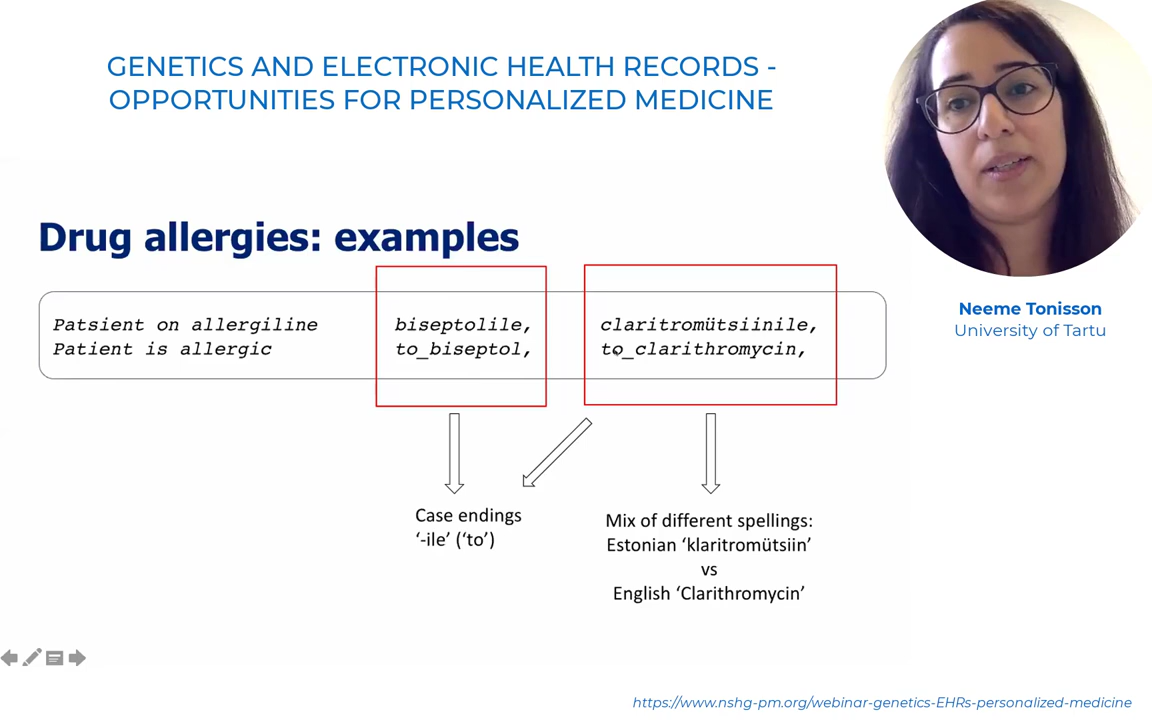 GENETICS AND ELECTRONIC HEALTH RECORDS -
OPPORTUNITIES FOR PERSONALIZED MEDICINE
Drug allergies: examples
Patsient on allergiline biseptolile, claritromütsiinile,
Patient is allergic to_biseptol, to_clarithromycin,
Case endings
‘-ile’ (‘to’)
Mix of different spellings:
Estonian ‘klaritromütsiin’
vs
English ‘Clarithromycin’
Neeme Tonisson
University of Tartu
https://www.nshg-pm.org/webinar-genetics-EHRs-personalized-medicine